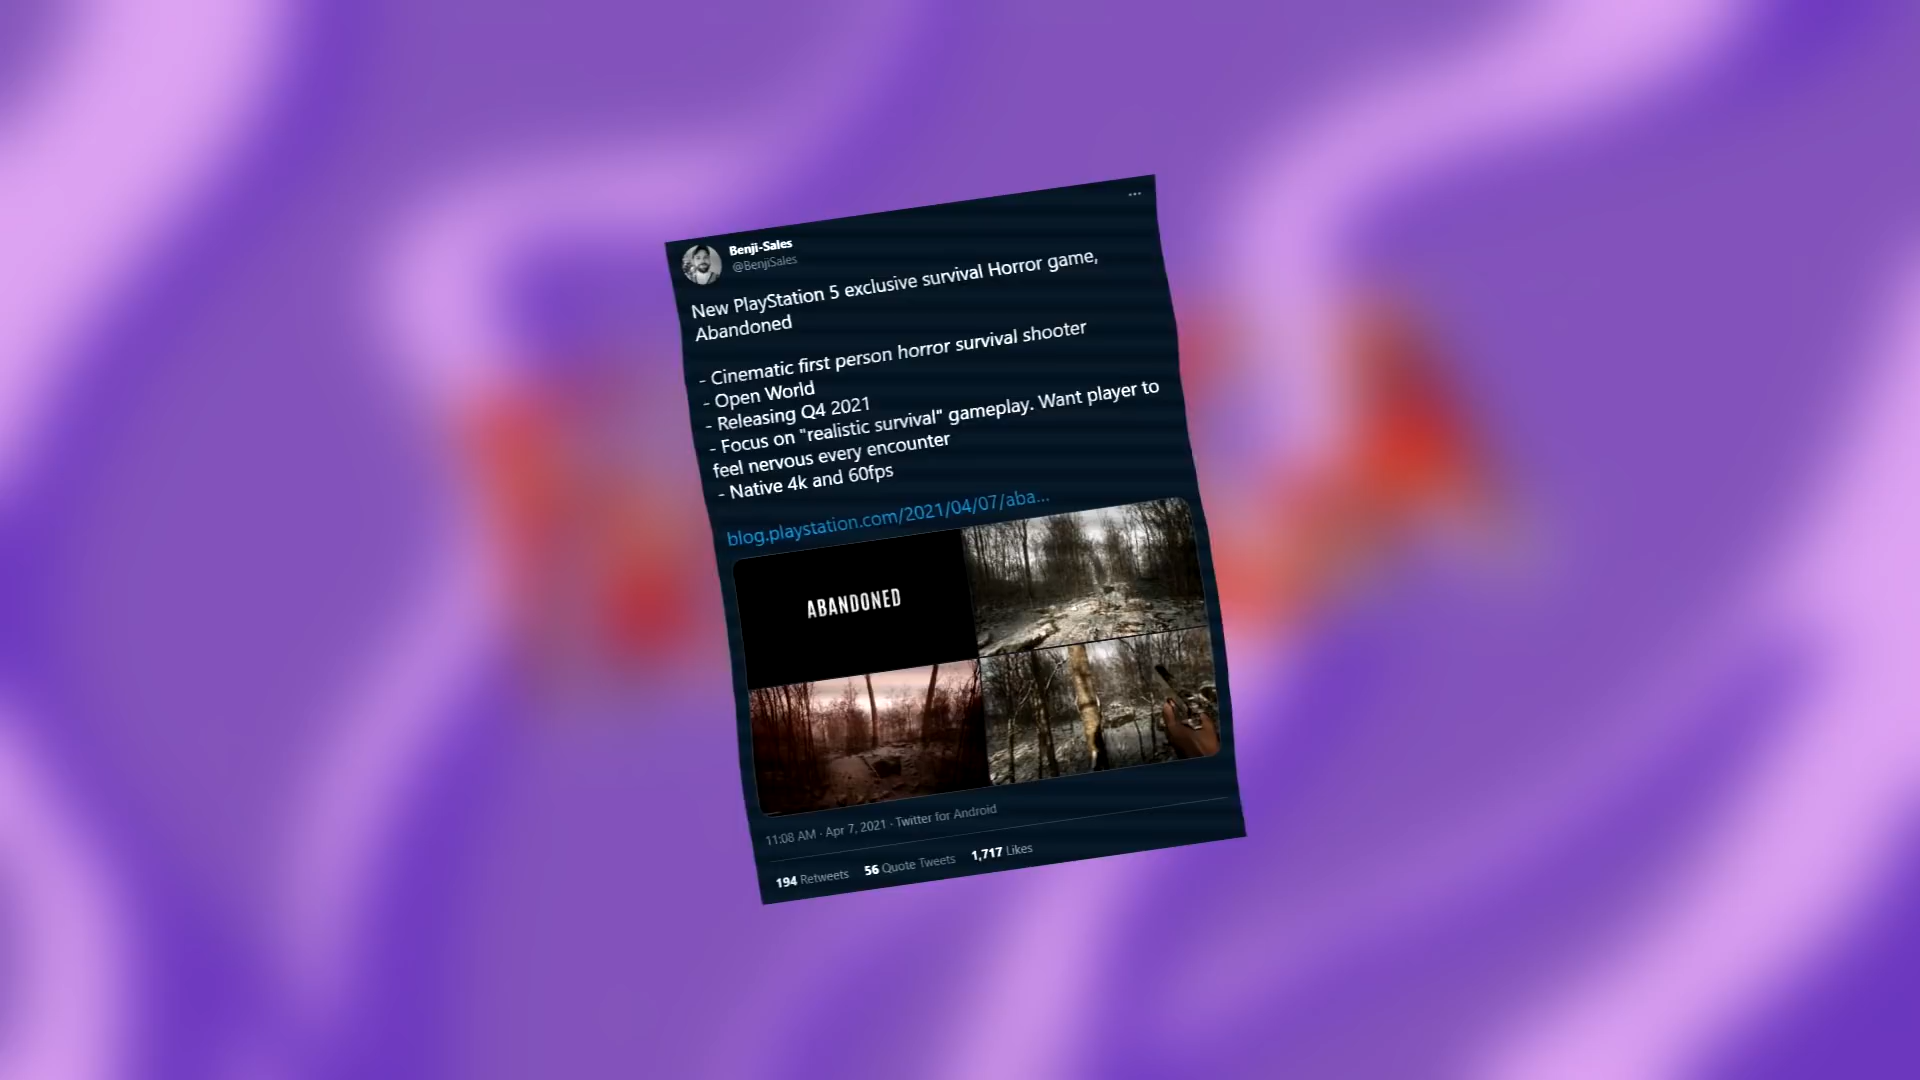 Benji-Sales
@BenjiSales
...
New PlayStation 5 exclusive survival Horror game,
Abandoned
- Cinematic first person horror survival shooter
- Open World
- Releasing Q4 2021
- Focus on "realistic survival" gameplay. Want player to
feel nervous every encounter
- Native 4k and 60fps
blog.playstation.com/2021/04/07/aba...
ABANDONED
11:08 AM · Apr 7, 2021 · Twitter for Android
194 Retweets 56 Quote Tweets 1,717 Likes